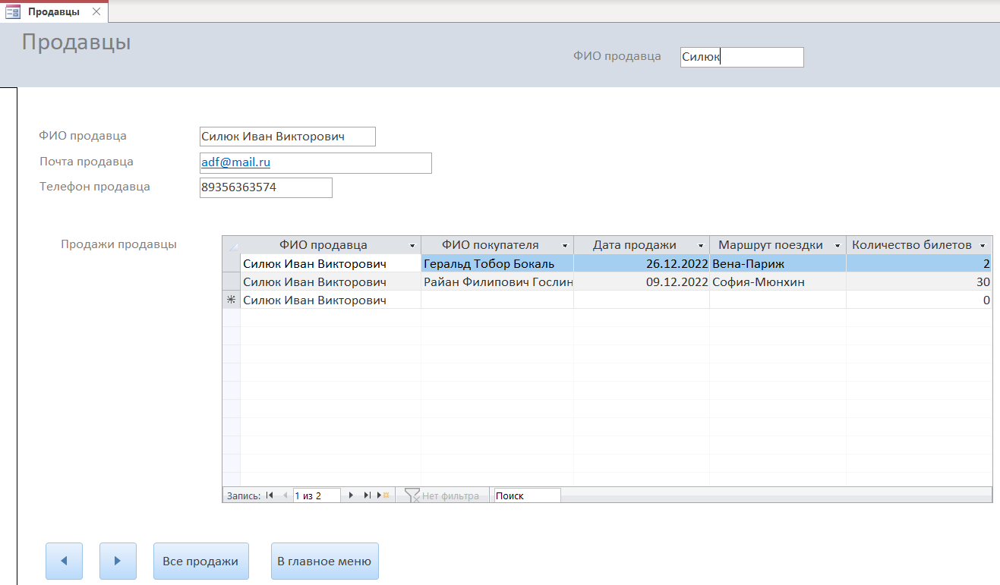 Продавцы
Продавцы
ФИО продавца Силюк
ФИО продавца Силюк Иван Викторович
Почта продавца adf@mail.ru
Телефон продавца 89356363574
Продажи продавцы
ФИО продавца ФИО покупателя Дата продажи Маршрут поездки Количество билетов
Силюк Иван Викторович Геральд Тобор Бокаль 26.12.2022 Вена-Париж 2
Силюк Иван Викторович Райан Филипович Гослин 09.12.2022 София-Мюнхин 30
Силюк Иван Викторович 0
Запись: 1 из 2 Нет фильтра Поиск
Все продажи В главное меню